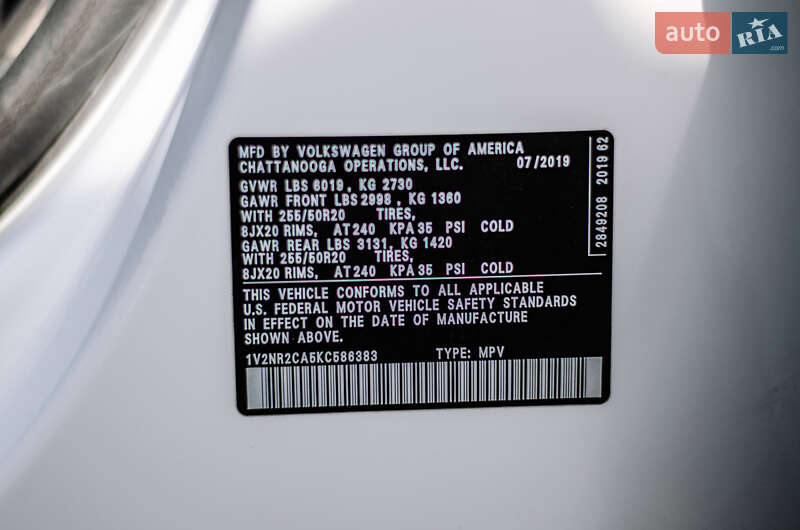 auto
RIA
.com
MFD BY VOLKSWAGEN GROUP OF AMERICA
CHATTANOOGA OPERATIONS, LLC. 07/2019
GVWR LBS 6019, KG 2730
GAWR FRONT LBS 2998, KG 1360
WITH 255/50R20 TIRES,
8JX20 RIMS, AT 240 KPA 35 PSI COLD
GAWR REAR LBS 3131, KG 1420
WITH 255/50R20 TIRES,
8JX20 RIMS, AT 240 KPA 35 PSI COLD
2849208 2019 62
THIS VEHICLE CONFORMS TO ALL APPLICABLE
U.S. FEDERAL MOTOR VEHICLE SAFETY STANDARDS
IN EFFECT ON THE DATE OF MANUFACTURE
SHOWN ABOVE.
1V2NR2CA5KC586383 TYPE: MPV